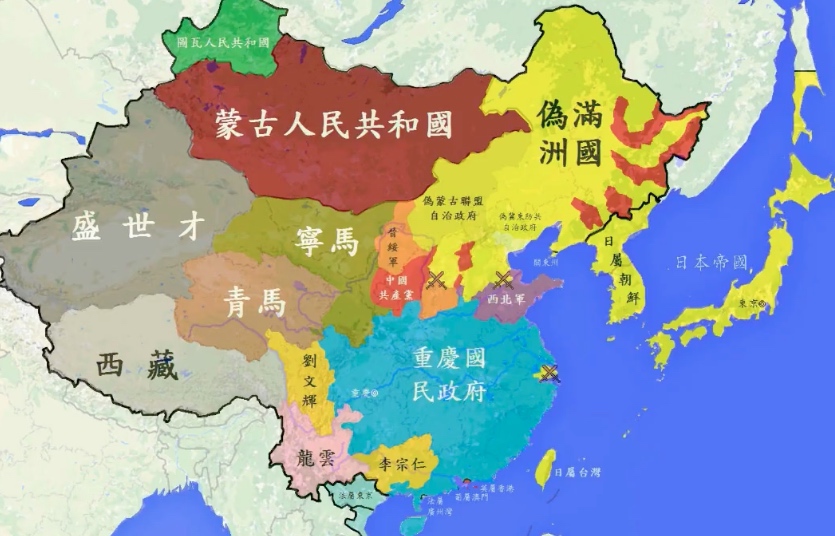 圖瓦人民共和國
蒙古人民共和國
偽滿
洲國
盛世才
寧馬
晉綏軍
偽蒙古聯盟
自治政府
偽冀東防共
自治政府
關東州
日屬朝鮮
日本帝國
東京
中國
共產黨
西北軍
青馬
西藏
劉文輝
重慶國
民政府
重慶
龍雲
李宗仁
日屬台灣
英屬香港
葡屬澳門
法屬
廣州灣
法屬東京